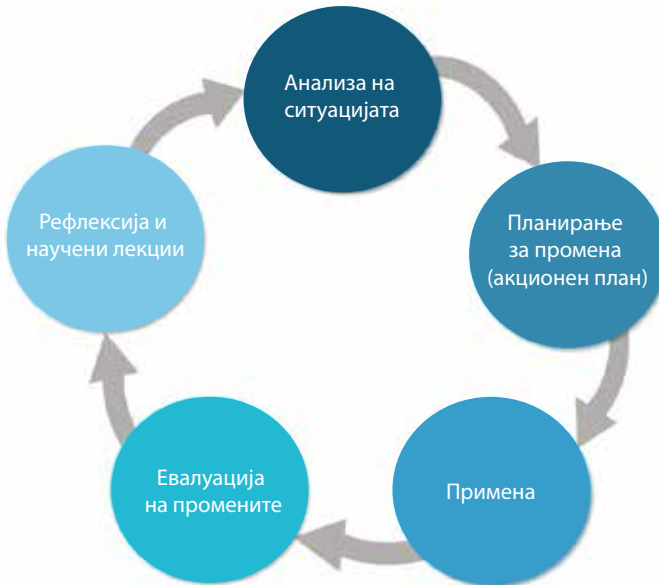 Анализа на
ситуацијата
Планирање
за промена
(акционен план)
Примена
Евалуација
на промените
Рефлексија и
научени лекции